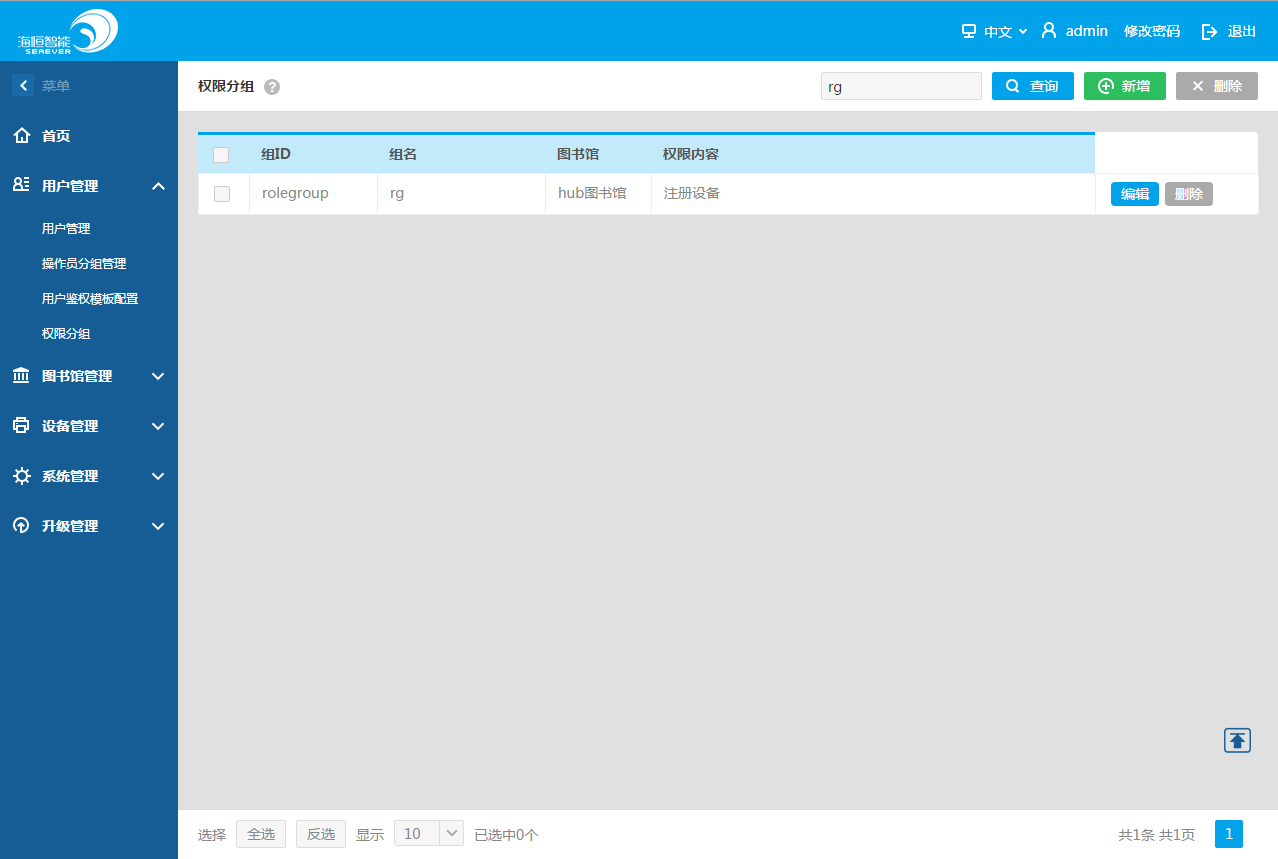 海恒智能
SEAEVER
中文 admin 修改密码 退出
菜单
首页
用户管理
用户管理
操作员分组管理
用户鉴权模板配置
权限分组
图书馆管理
设备管理
系统管理
升级管理
权限分组 ? rg 查询 新增 删除
组ID 组名 图书馆 权限内容
rolegroup rg hub图书馆 注册设备 编辑 删除
选择 全选 反选 显示 10 已选中0个 共1条 共1页 1